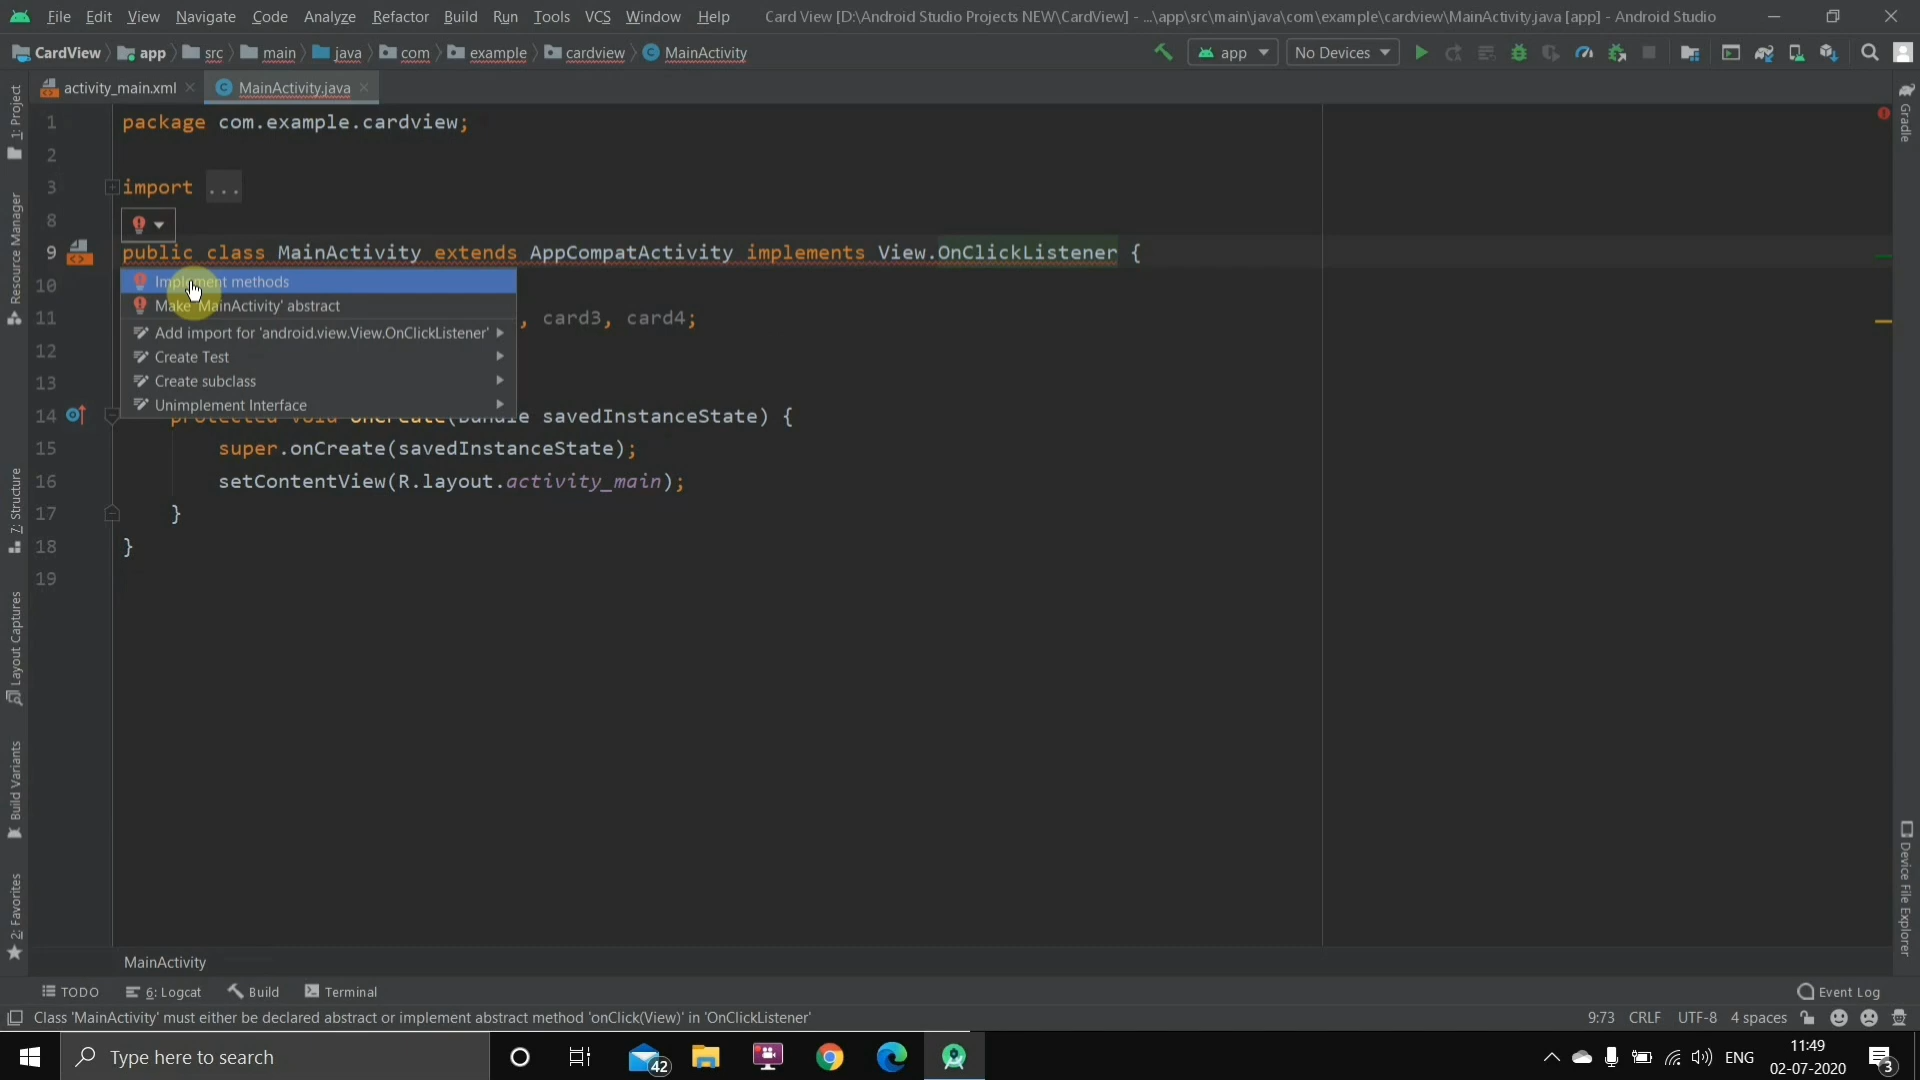 File Edit View Navigate Code Analyze Refactor Build Run Tools VCS Window Help Card View [D:\Android Studio Projects NEW\CardView] - ...\app\src\main\java\com\example\cardview\MainActivity.java [app] - Android Studio
CardView app src main java com example cardview MainActivity app No Devices
activity_main.xml MainActivity.java
1 package com.example.cardview;
2
3 import ...
8
9 public class MainActivity extends AppCompatActivity implements View.OnClickListener {
10 Implement methods
Make 'MainActivity' abstract
11 , card3, card4;
Add import for 'android.view.View.OnClickListener'
12 Create Test
13 Create subclass
Unimplement Interface
14 protected void onCreate(Bundle savedInstanceState) {
15 super.onCreate(savedInstanceState);
16 setContentView(R.layout.activity_main);
17 }
18 }
19
1: Project
Resource Manager
7: Structure
Layout Captures
Build Variants
2: Favorites
Gradle
Device File Explorer
MainActivity
TODO 6: Logcat Build Terminal Event Log
Class 'MainActivity' must either be declared abstract or implement abstract method 'onClick(View)' in 'OnClickListener' 9:73 CRLF UTF-8 4 spaces
Type here to search 42 ENG 11:49
02-07-2020 3